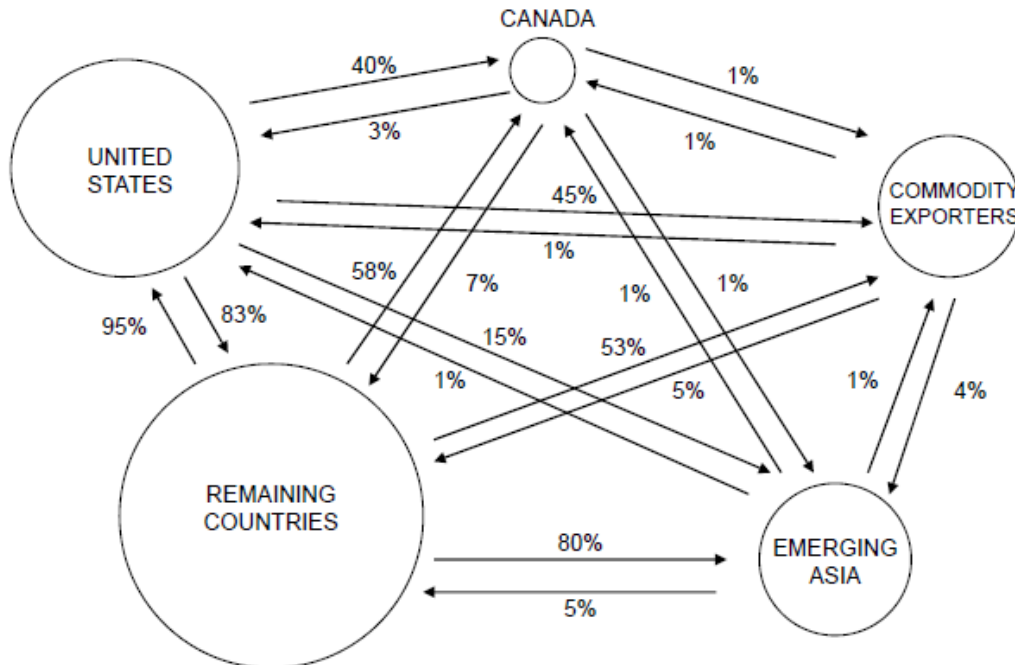 CANADA
40%
1%
3%
1%
UNITED
STATES
COMMODITY
EXPORTERS
45%
1%
58%
7%
1%
1%
95%
83%
15%
53%
1%
5%
1%
4%
REMAINING
COUNTRIES
80%
EMERGING
ASIA
5%